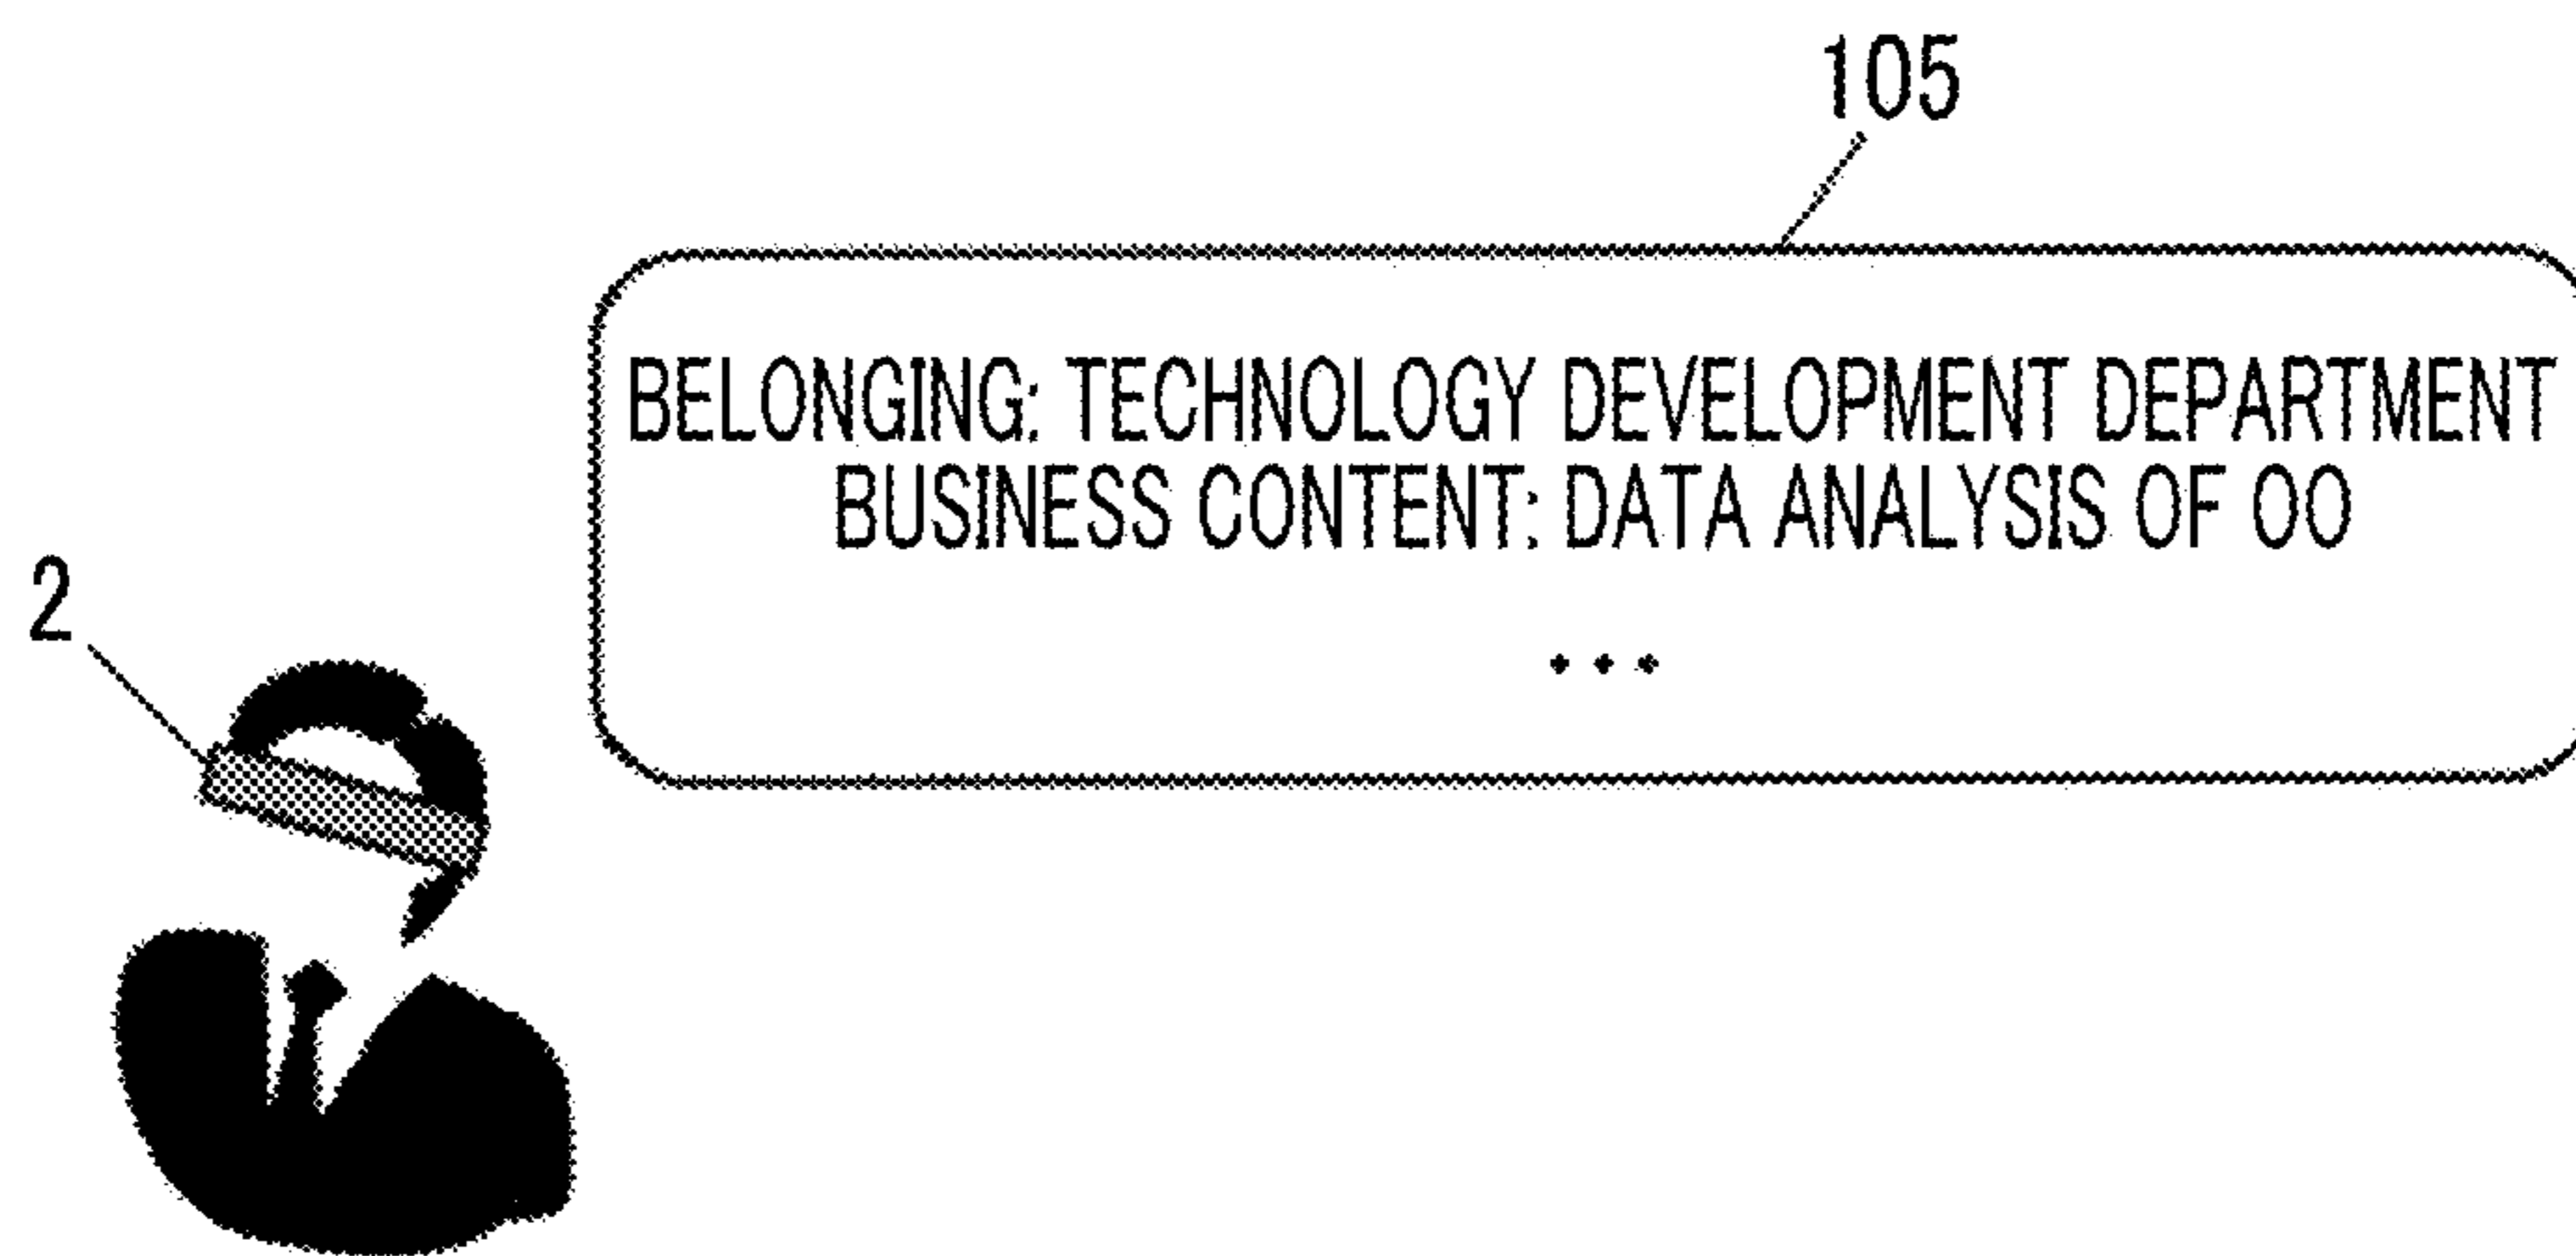 105
BELONGING: TECHNOLOGY DEVELOPMENT DEPARTMENT
BUSINESS CONTENT: DATA ANALYSIS OF OO
...
2